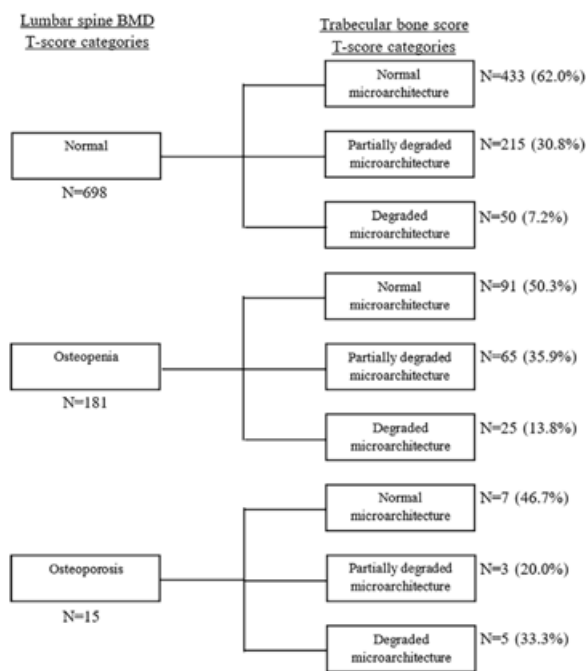 Lumbar spine BMD
T-score categories
Trabecular bone score
T-score categories
Normal
N=698
Normal
microarchitecture
N=433 (62.0%)
Partially degraded
microarchitecture
N=215 (30.8%)
Degraded
microarchitecture
N=50 (7.2%)
Osteopenia
N=181
Normal
microarchitecture
N=91 (50.3%)
Partially degraded
microarchitecture
N=65 (35.9%)
Degraded
microarchitecture
N=25 (13.8%)
Osteoporosis
N=15
Normal
microarchitecture
N=7 (46.7%)
Partially degraded
microarchitecture
N=3 (20.0%)
Degraded
microarchitecture
N=5 (33.3%)